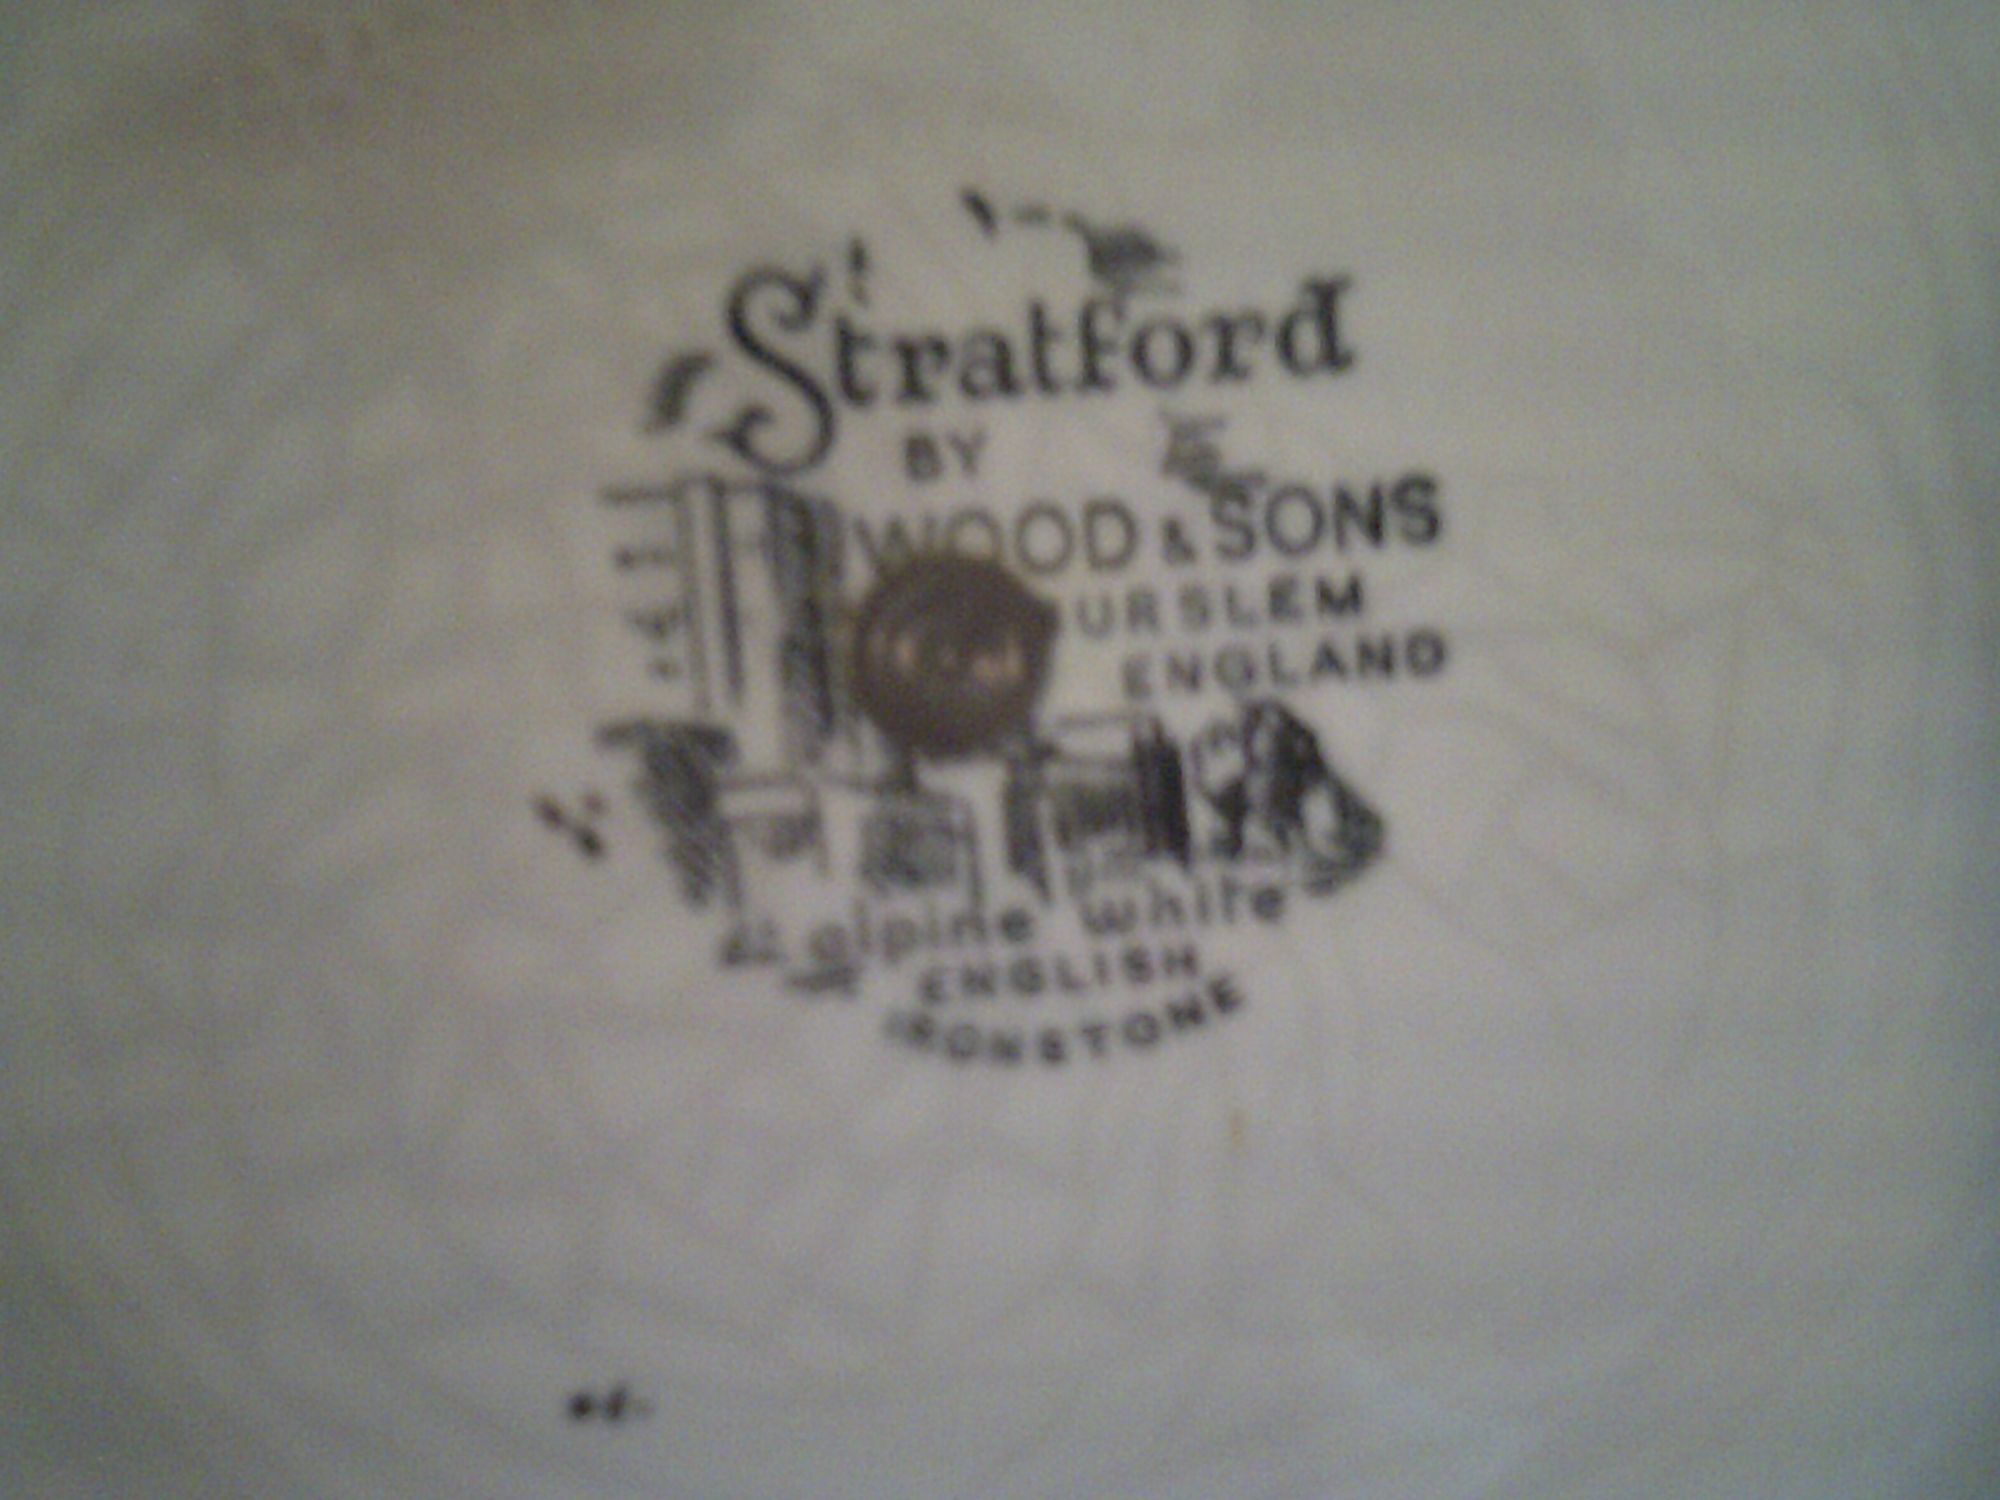 Stratford
BY
WOOD & SONS
URSLEM
ENGLAND
alpine white
ENGLISH
IRONSTONE